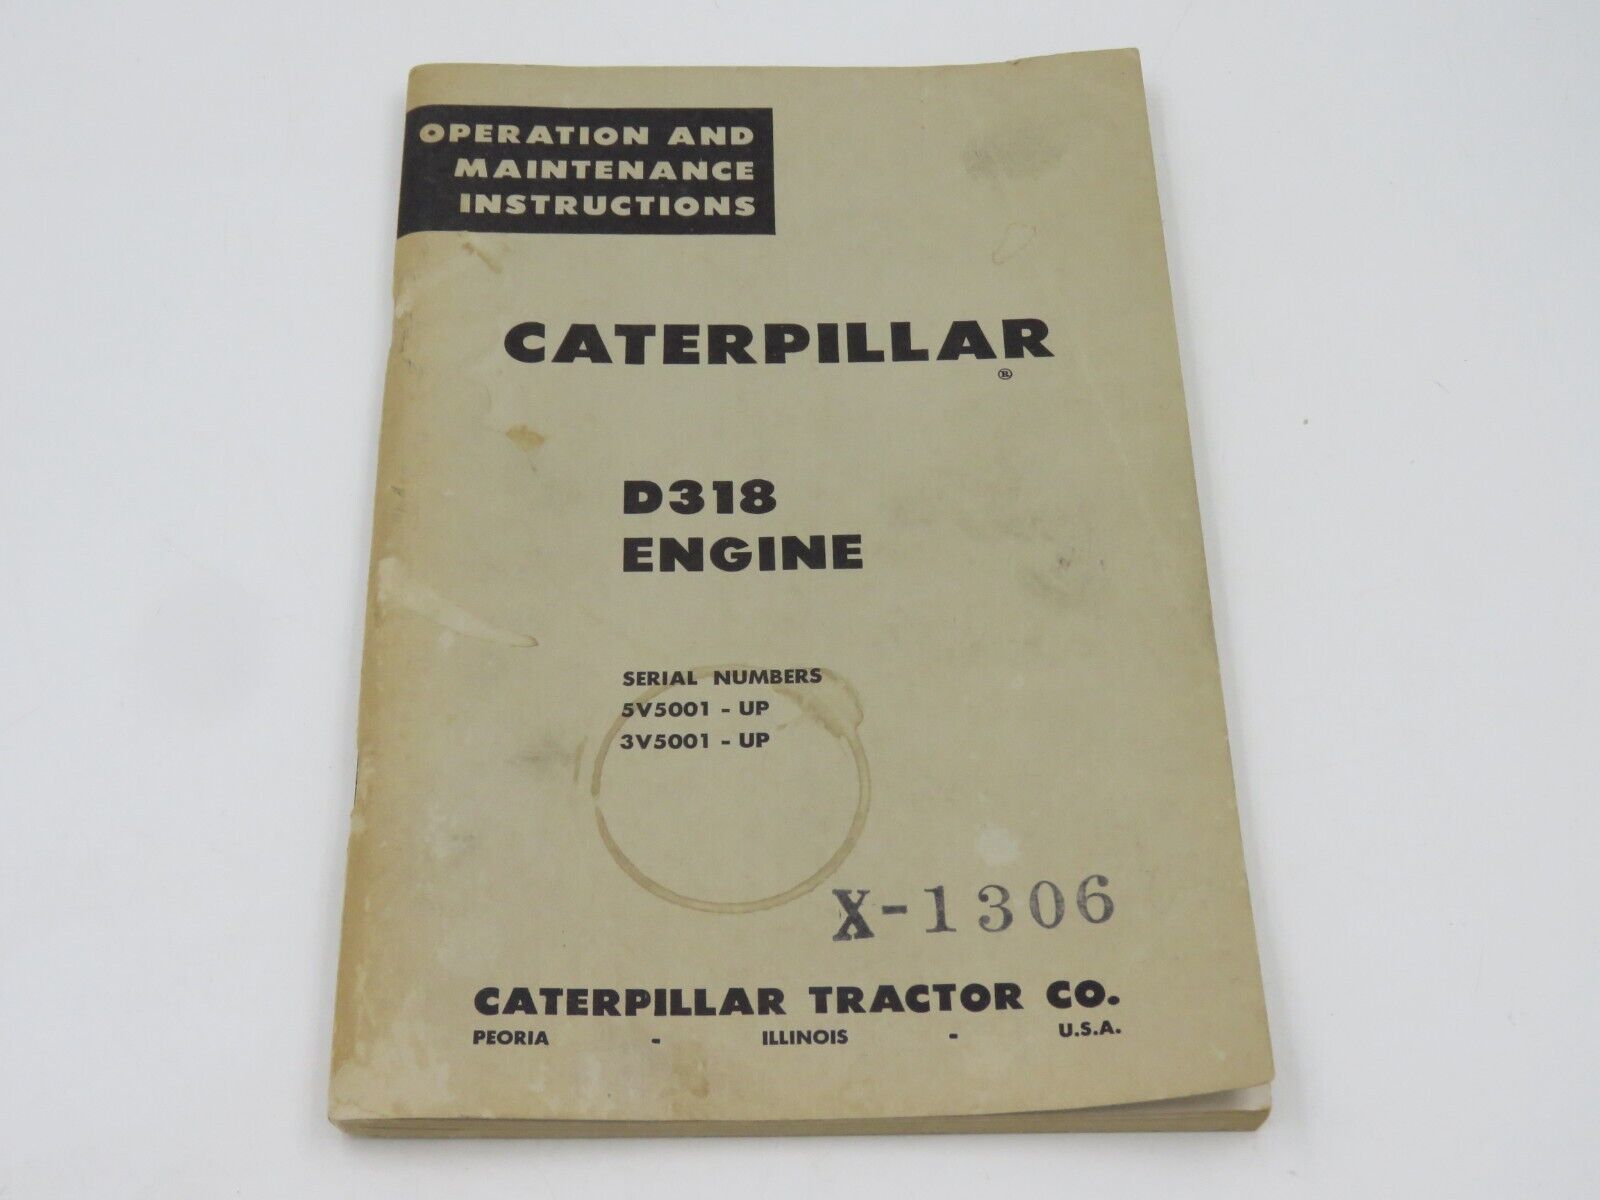 OPERATION AND
MAINTENANCE
INSTRUCTIONS
CATERPILLAR
®
D318
ENGINE
SERIAL NUMBERS
5V5001 - UP
3V5001 - UP
X-1306
CATERPILLAR TRACTOR CO.
PEORIA - ILLINOIS - U.S.A.